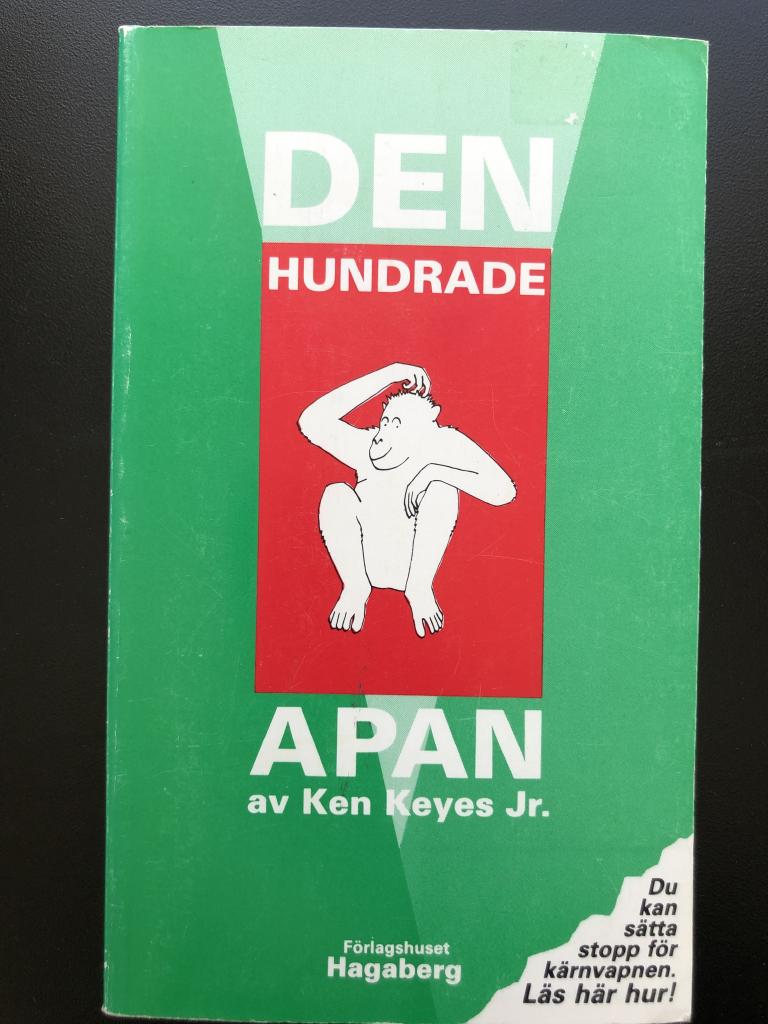 DEN
HUNDRADE
APAN
av Ken Keyes Jr.
Förlagshuset
Hagaberg
Du
kan
sätta
stopp för
kärnvapnen.
Läs här hur!